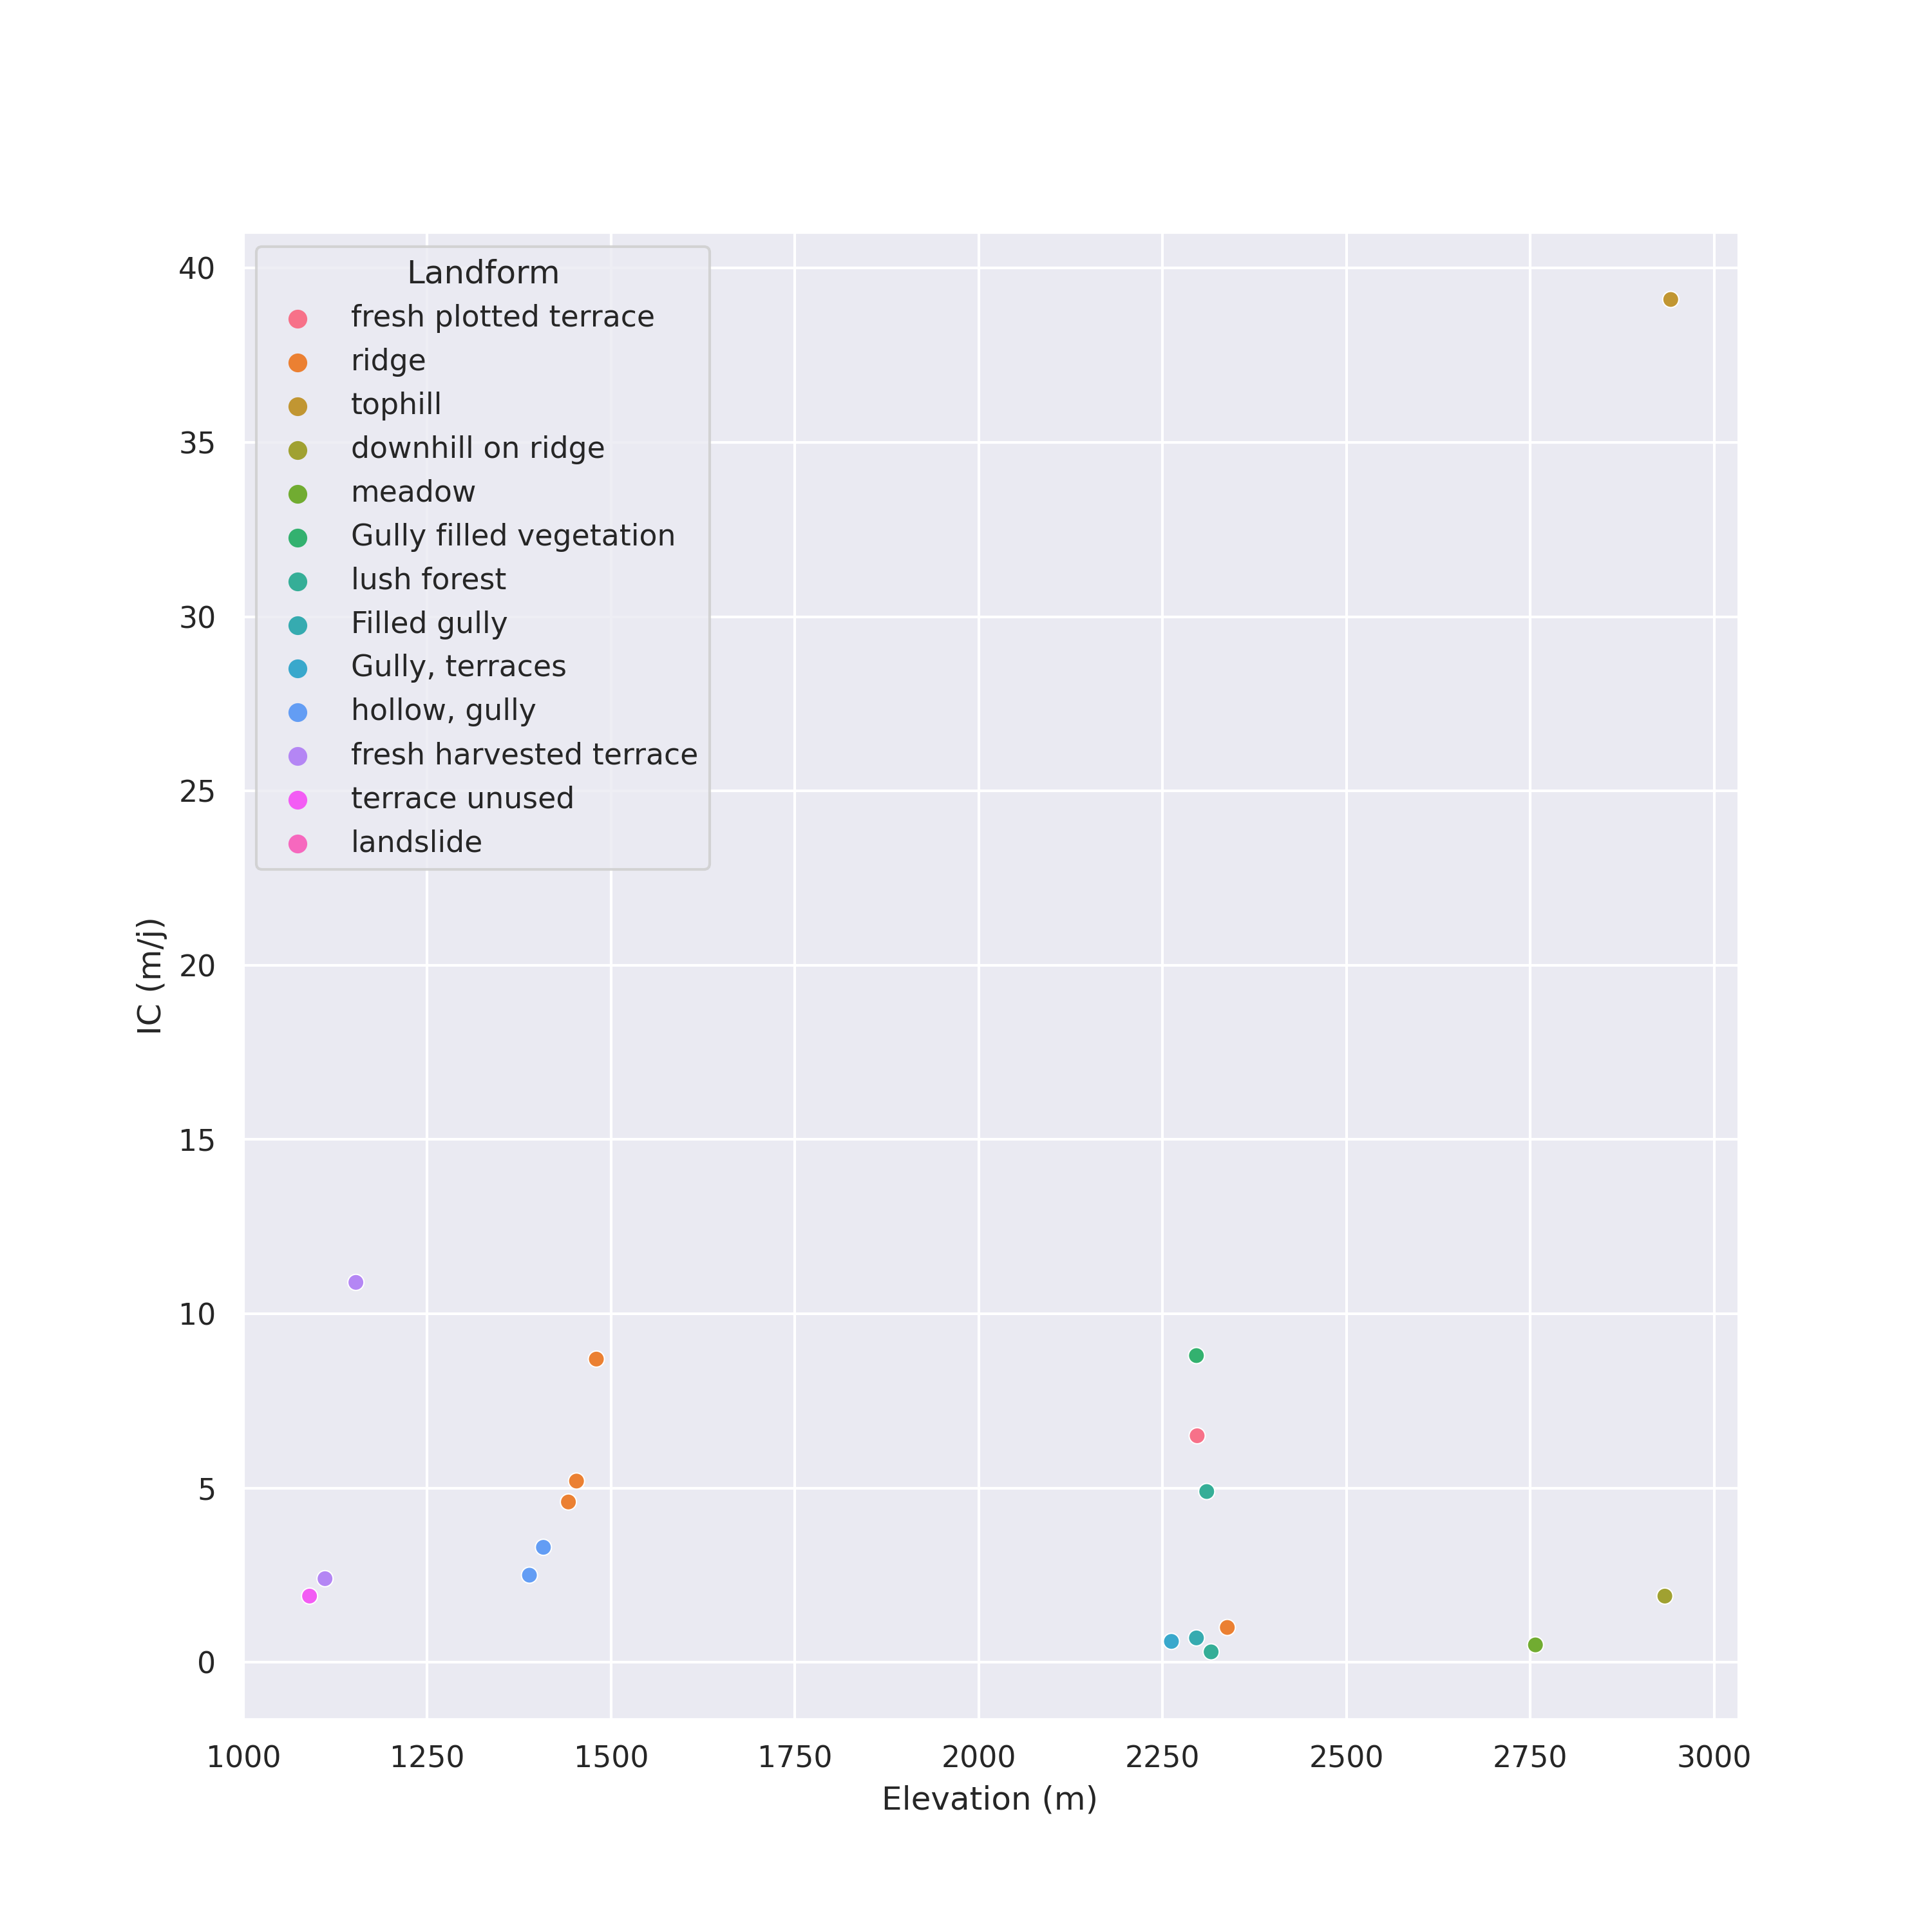 Landform
fresh plotted terrace
ridge
tophill
downhill on ridge
meadow
Gully filled vegetation
lush forest
Filled gully
Gully, terraces
hollow, gully
fresh harvested terrace
terrace unused
landslide
40
35
30
25
20
15
10
5
0
IC (m/j)
1000 1250 1500 1750 2000 2250 2500 2750 3000
Elevation (m)